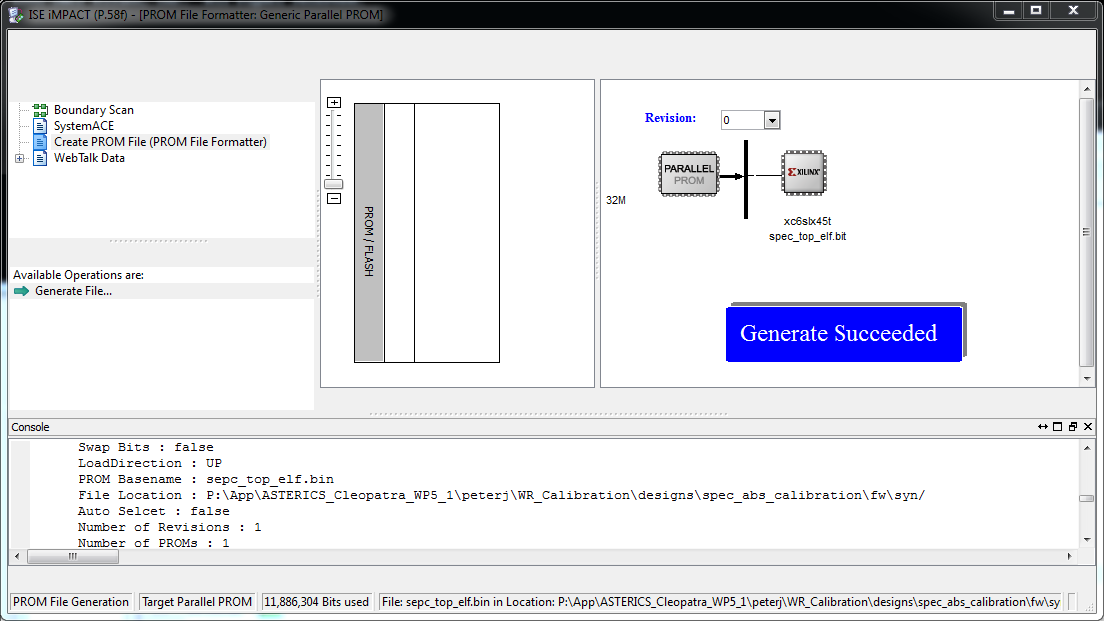 ISE iMPACT (P.58f) - [PROM File Formatter: Generic Parallel PROM]
Boundary Scan
SystemACE
Create PROM File (PROM File Formatter)
WebTalk Data
Available Operations are:
Generate File...
PROM / FLASH
Revision:
0
PARALLEL
PROM
XILINX
32M
xc6slx45t
spec_top_elf.bit
Generate Succeeded
Console
Swap Bits : false
LoadDirection : UP
PROM Basename : sepc_top_elf.bin
File Location : P:\App\ASTERICS_Cleopatra_WP5_1\peterj\WR_Calibration\designs\spec_abs_calibration\fw\syn/
Auto Selcet : false
Number of Revisions : 1
Number of PROMs : 1
PROM File Generation
Target Parallel PROM
11,886,304 Bits used
File: sepc_top_elf.bin in Location: P:\App\ASTERICS_Cleopatra_WP5_1\peterj\WR_Calibration\designs\spec_abs_calibration\fw\sy